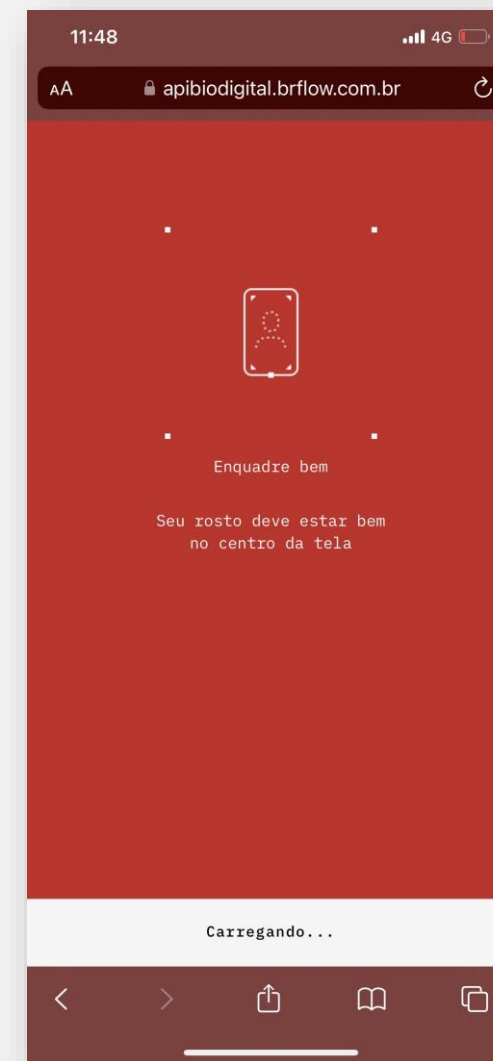 11:48
4G
AA
apibiodigital.brflow.com.br
Enquadre bem
Seu rosto deve estar bem
no centro da tela
Carregando...